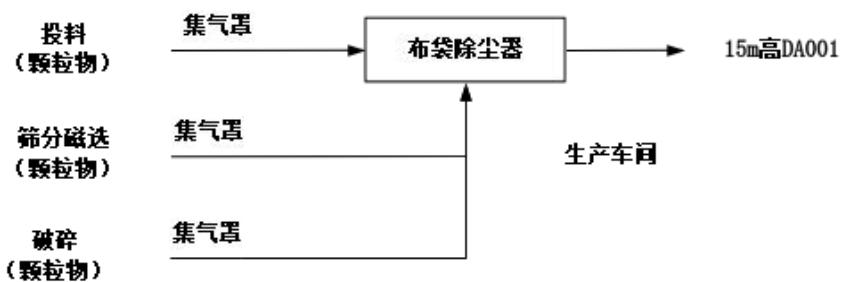 投料
(颗粒物)
集气罩
布袋除尘器
15m高DA001
筛分磁选
(颗粒物)
集气罩
生产车间
破碎
(颗粒物)
集气罩